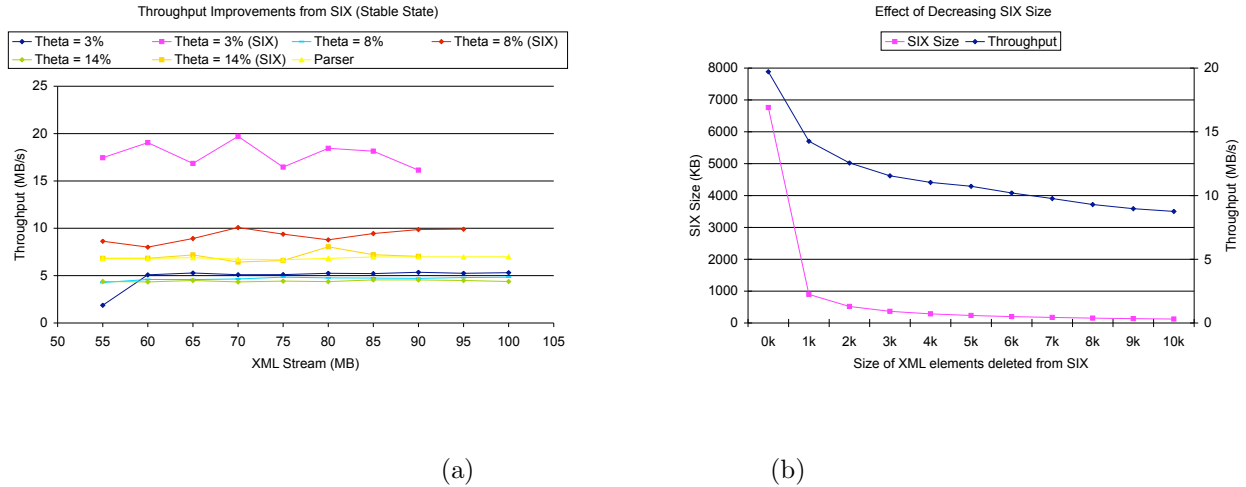 Throughput Improvements from SIX (Stable State)
Theta = 3% Theta = 3% (SIX) Theta = 8% Theta = 8% (SIX)
Theta = 14% Theta = 14% (SIX) Parser
25
20
15
10
5
0
Throughput (MB/s)
50 55 60 65 70 75 80 85 90 95 100 105
XML Stream (MB)
(a)
Effect of Decreasing SIX Size
SIX Size Throughput
8000
7000
6000
5000
4000
3000
2000
1000
0
SIX Size (KB)
20
15
10
5
0
Throughput (MB/s)
0k 1k 2k 3k 4k 5k 6k 7k 8k 9k 10k
Size of XML elements deleted from SIX
(b)